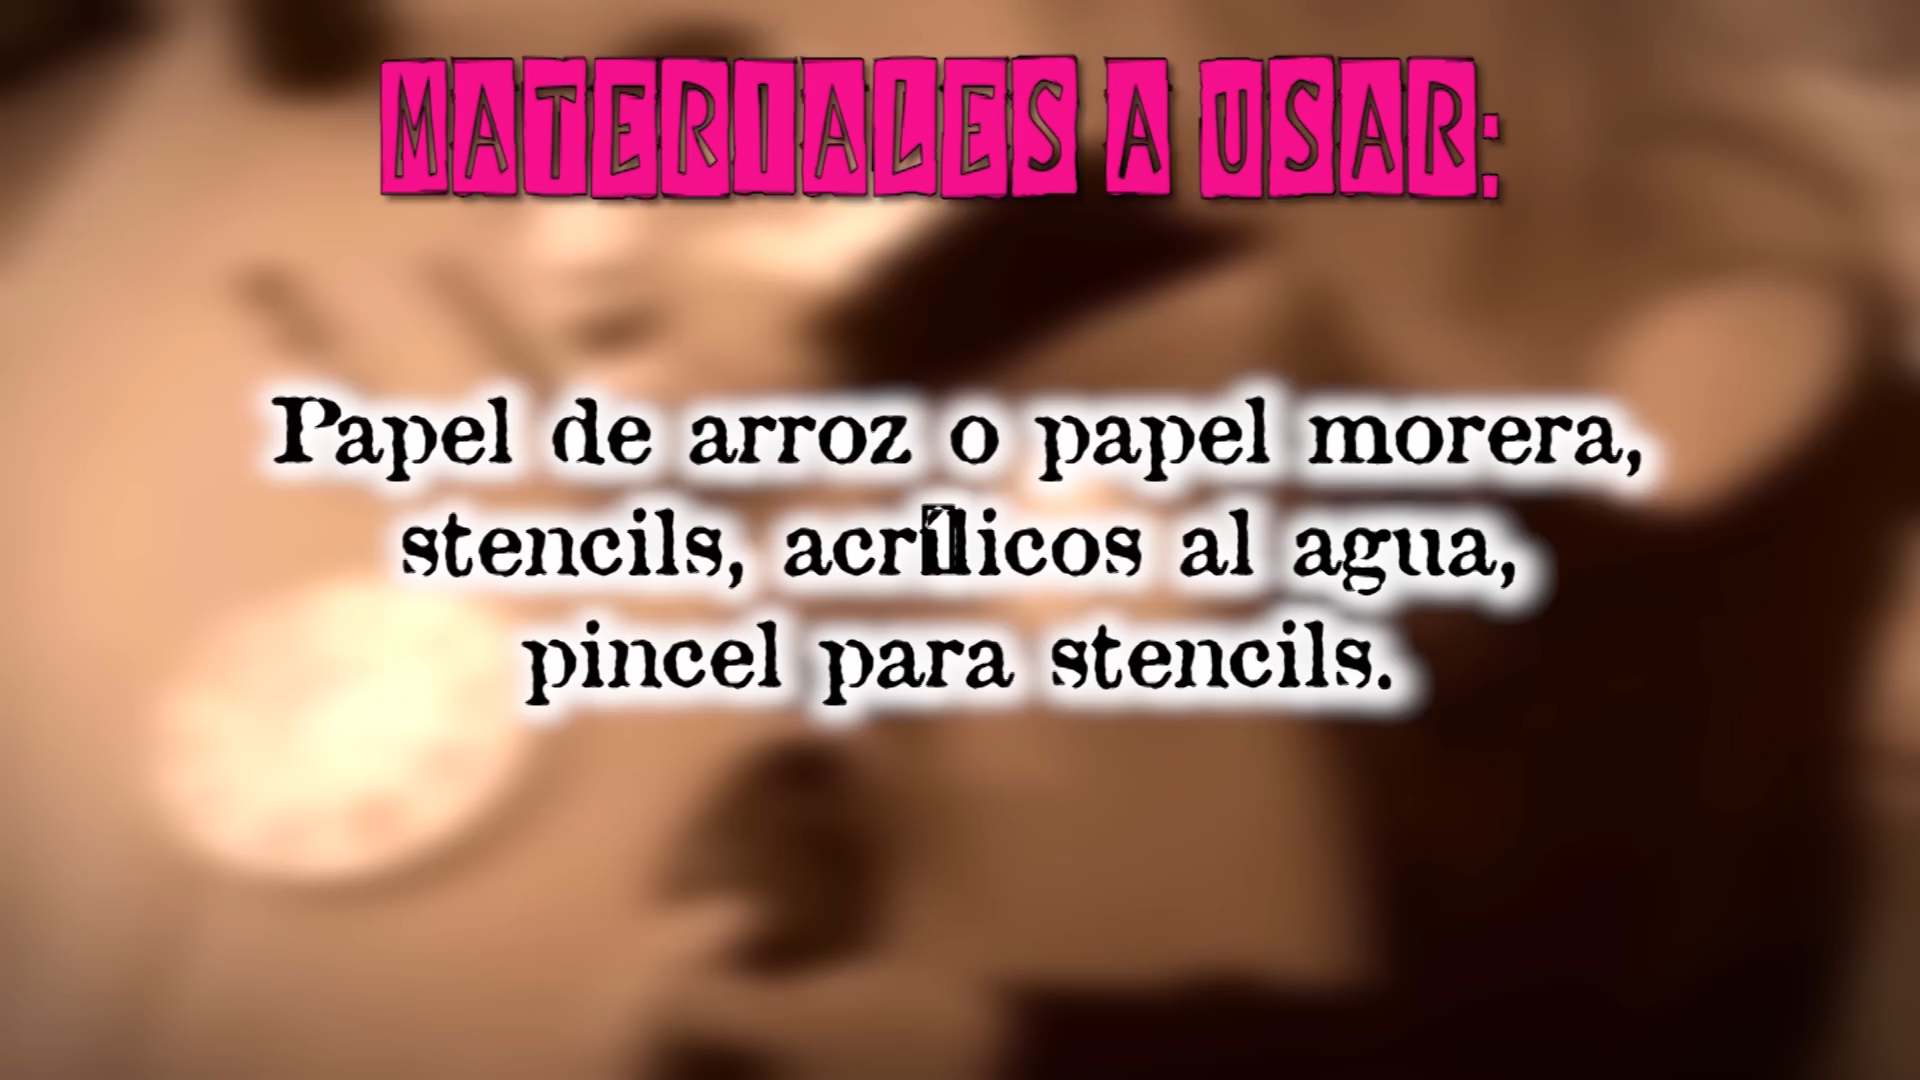 MATERIALES A USAR:
Papel de arroz o papel morera,
stencils, acrílicos al agua,
pincel para stencils.